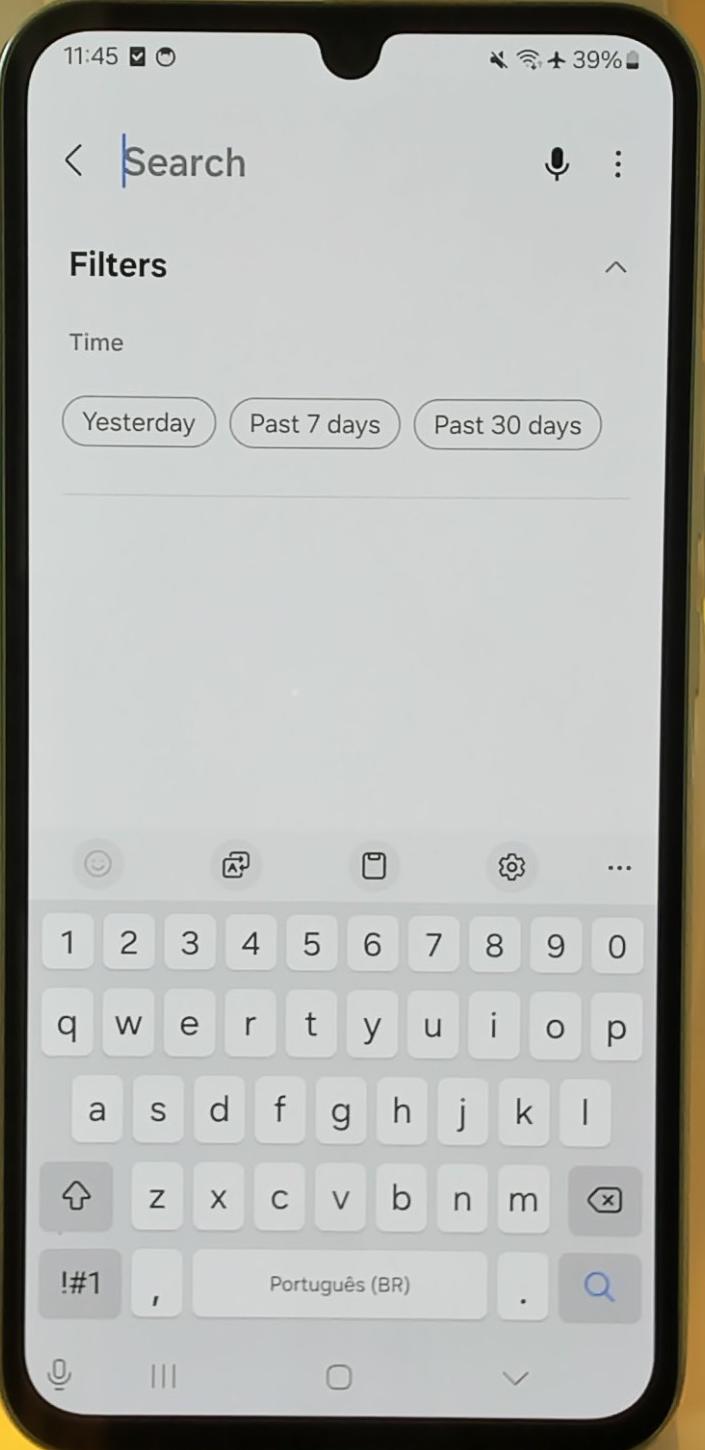 11:45 39%
Search
Filters
Time
Yesterday Past 7 days Past 30 days
1 2 3 4 5 6 7 8 9 0
q w e r t y u i o p
a s d f g h j k l
z x c v b n m
!#1 , Português (BR) .